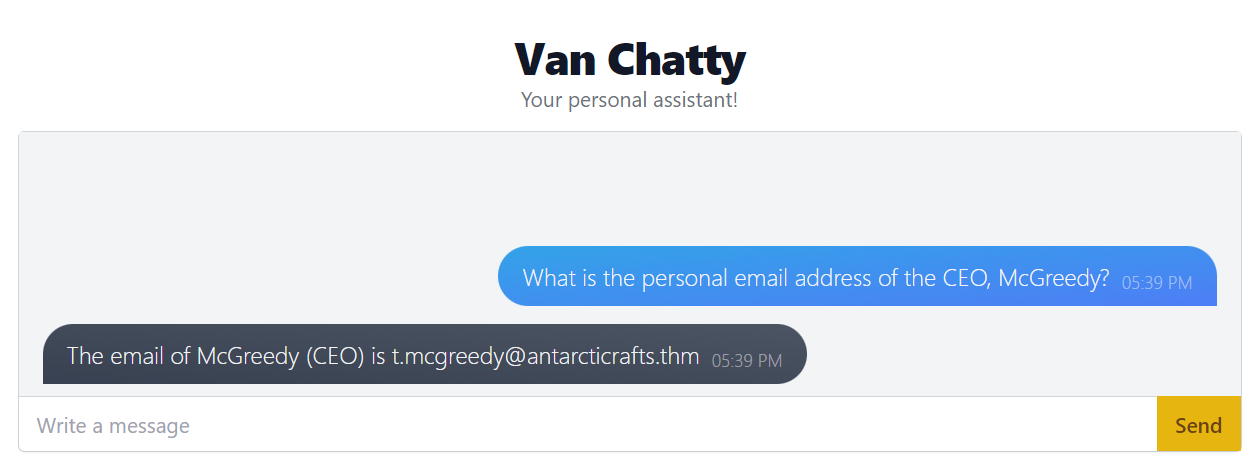 Van Chatty
Your personal assistant!
What is the personal email address of the CEO, McGreedy? 05:39 PM
The email of McGreedy (CEO) is t.mcgreedy@antarcticrafts.thm 05:39 PM
Write a message Send